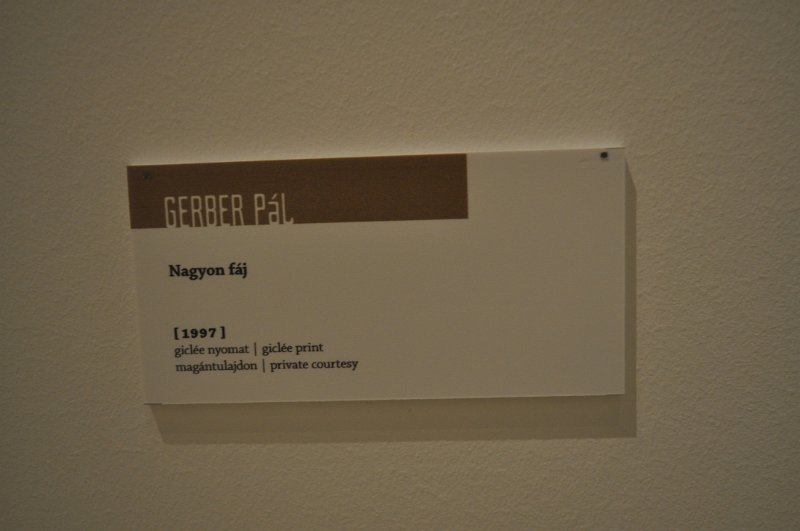 GERBER PáL
Nagyon fáj
[1997]
giclée nyomat | giclée print
magántulajdon | private courtesy